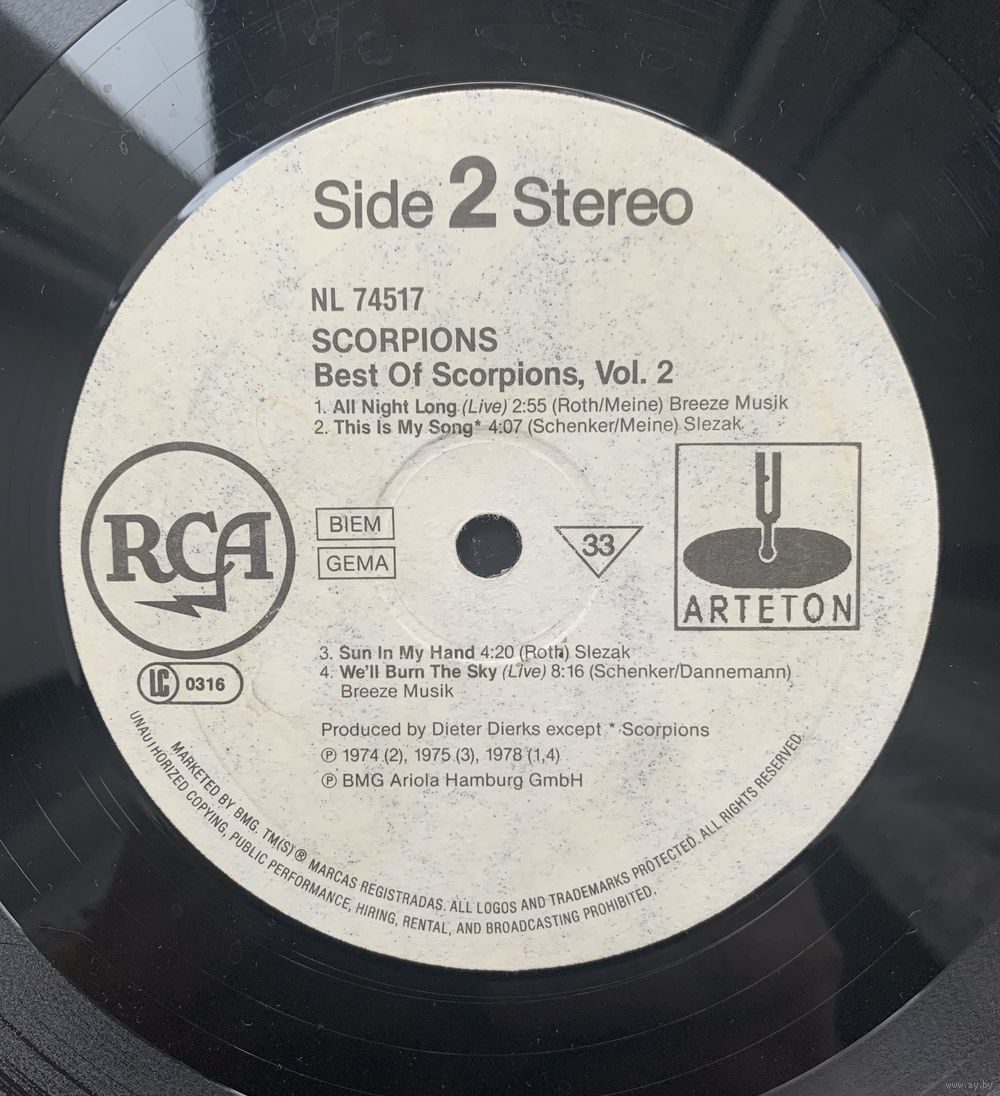 Side 2 Stereo
NL 74517
SCORPIONS
Best Of Scorpions, Vol. 2
1. All Night Long (Live) 2:55 (Roth/Meine) Breeze Musik
2. This Is My Song* 4:07 (Schenker/Meine) Slezak
RCA
BIEM
GEMA
33
ARTETON
LC 0316
3. Sun In My Hand 4:20 (Roth) Slezak
4. We'll Burn The Sky (Live) 8:16 (Schenker/Dannemann)
Breeze Musik
Produced by Dieter Dierks except * Scorpions
℗ 1974 (2), 1975 (3), 1978 (1,4)
℗ BMG Ariola Hamburg GmbH
MARKETED BY BMG. TM(S) ® MARCAS REGISTRADAS. ALL LOGOS AND TRADEMARKS PROTECTED. ALL RIGHTS RESERVED.
UNAUTHORIZED COPYING, PUBLIC PERFORMANCE, HIRING, RENTAL, AND BROADCASTING PROHIBITED.
www.ay.by